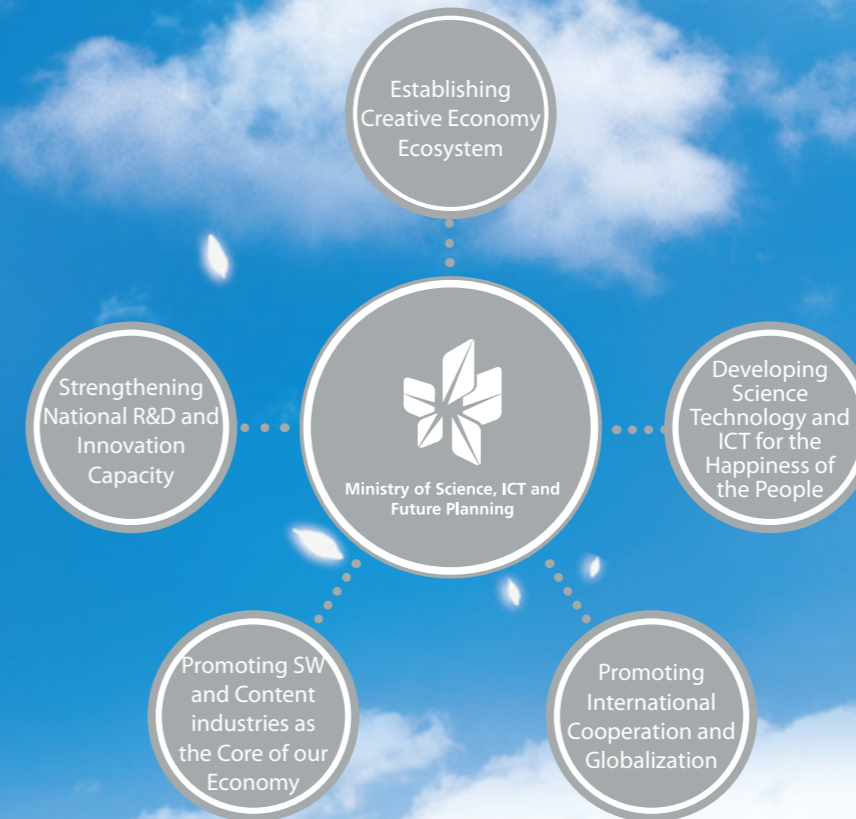 Establishing
Creative Economy
Ecosystem
Strengthening
National R&D and
Innovation
Capacity
Ministry of Science, ICT and
Future Planning
Developing
Science
Technology and
ICT for the
Happiness of
the People
Promoting SW
and Content
industries as
the Core of our
Economy
Promoting
International
Cooperation and
Globalization